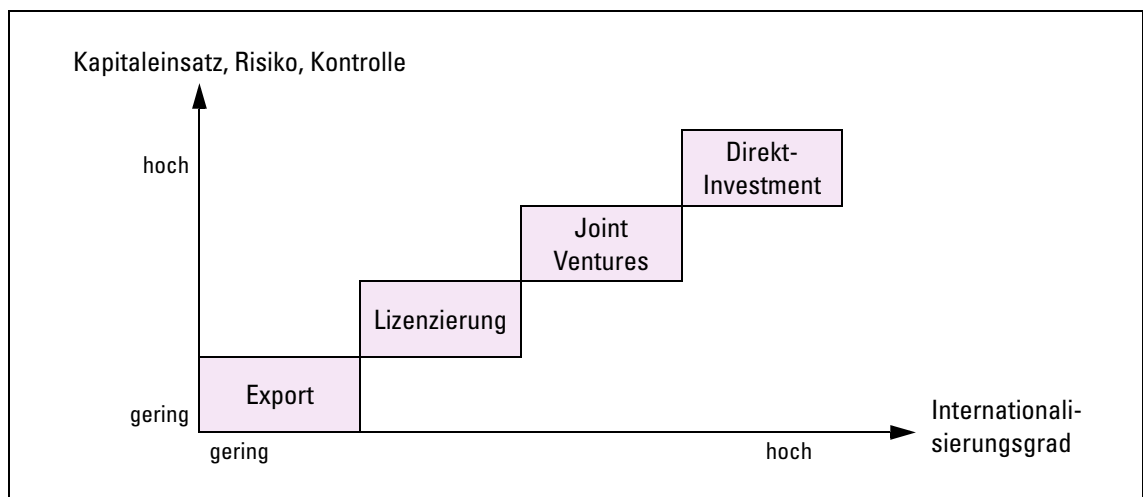 Kapitaleinsatz, Risiko, Kontrolle
hoch
Direkt-
Investment
Joint
Ventures
Lizenzierung
Export
gering
gering
hoch
Internationali-
sierungsgrad